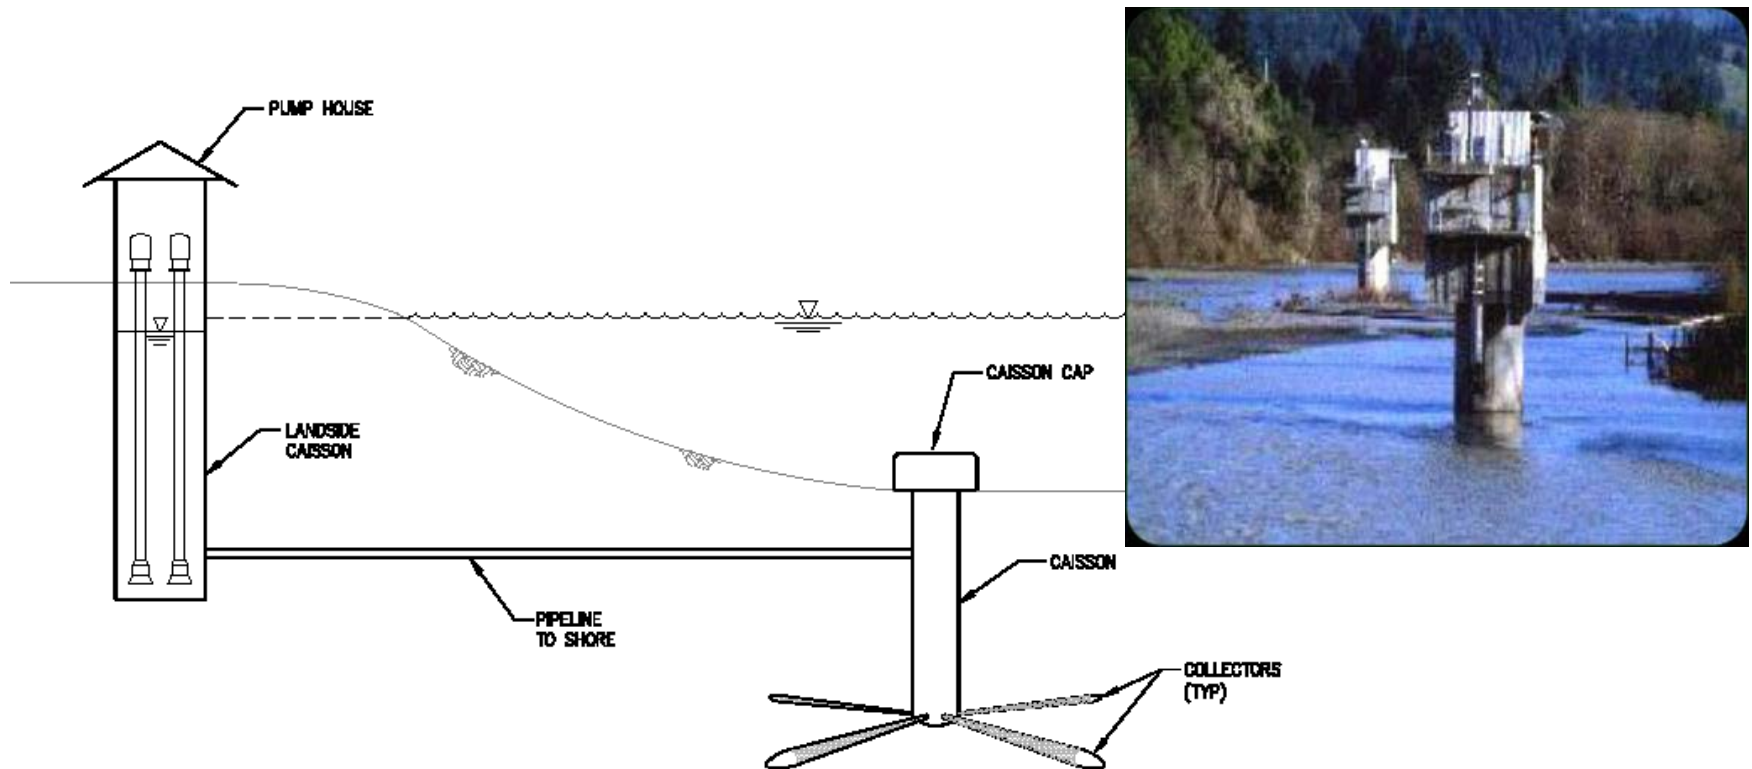 PUMP HOUSE
CAISSON CAP
LANDSIDE
CAISSON
CAISSON
PIPELINE
TO SHORE
COLLECTORS
(TYP)